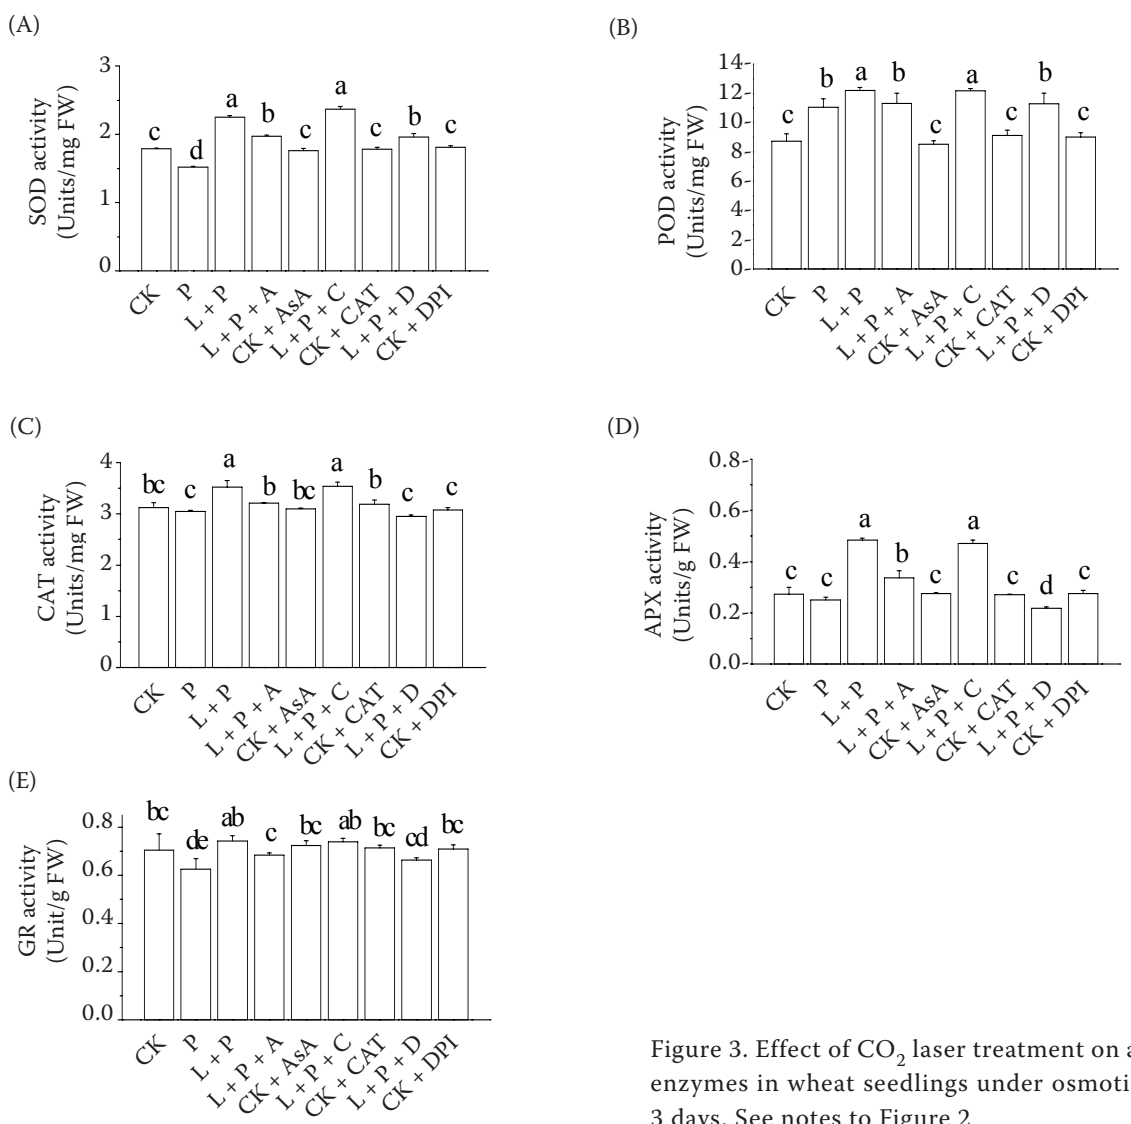 (A)
SOD activity
(Units/mg FW)
3
2
1
0
c
d
a
b
c
a
c
b
c
CK
P
L + P
L + P + A
CK + AsA
L + P + C
CK + CAT
L + P + D
CK + DPI
(B)
POD activity
(Units/mg FW)
14
12
10
8
6
4
2
0
c
b
a
b
c
a
c
b
c
CK
P
L + P
L + P + A
CK + AsA
L + P + C
CK + CAT
L + P + D
CK + DPI
(C)
CAT activity
(Units/mg FW)
4
3
2
1
0
bc
c
a
b
bc
a
b
c
c
CK
P
L + P
L + P + A
CK + AsA
L + P + C
CK + CAT
L + P + D
CK + DPI
(D)
APX activity
(Units/g FW)
0.8
0.6
0.4
0.2
0.0
c
c
a
b
c
a
c
d
c
CK
P
L + P
L + P + A
CK + AsA
L + P + C
CK + CAT
L + P + D
CK + DPI
(E)
GR activity
(Unit/g FW)
0.8
0.6
0.4
0.2
0.0
bc
de
ab
c
bc
ab
bc
cd
bc
CK
P
L + P
L + P + A
CK + AsA
L + P + C
CK + CAT
L + P + D
CK + DPI
Figure 3. Effect of CO₂ laser treatment on a
enzymes in wheat seedlings under osmoti
3 days. See notes to Figure 2